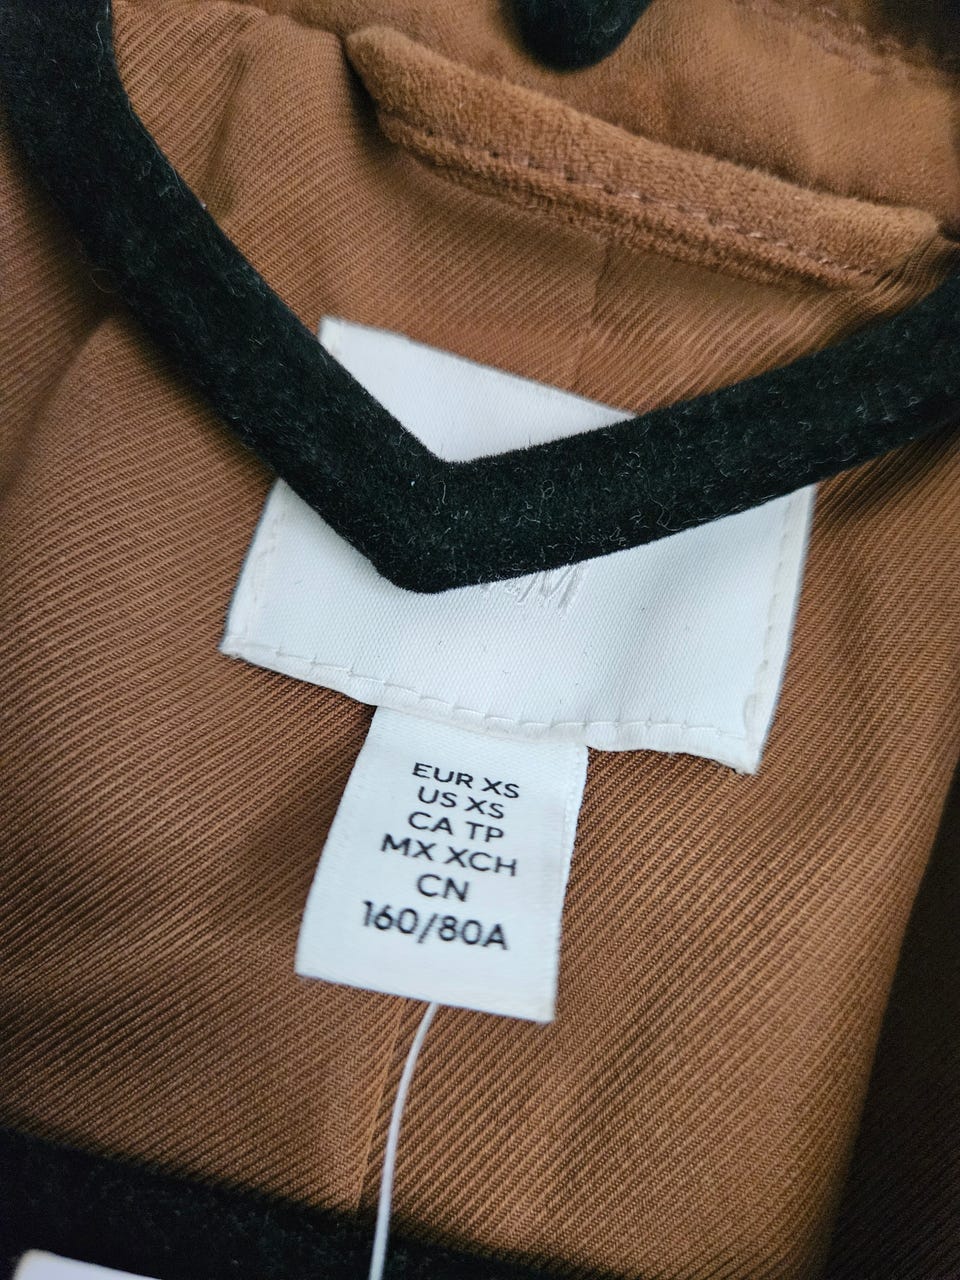 EUR XS
US XS
CA TP
MX XCH
CN
160/80A